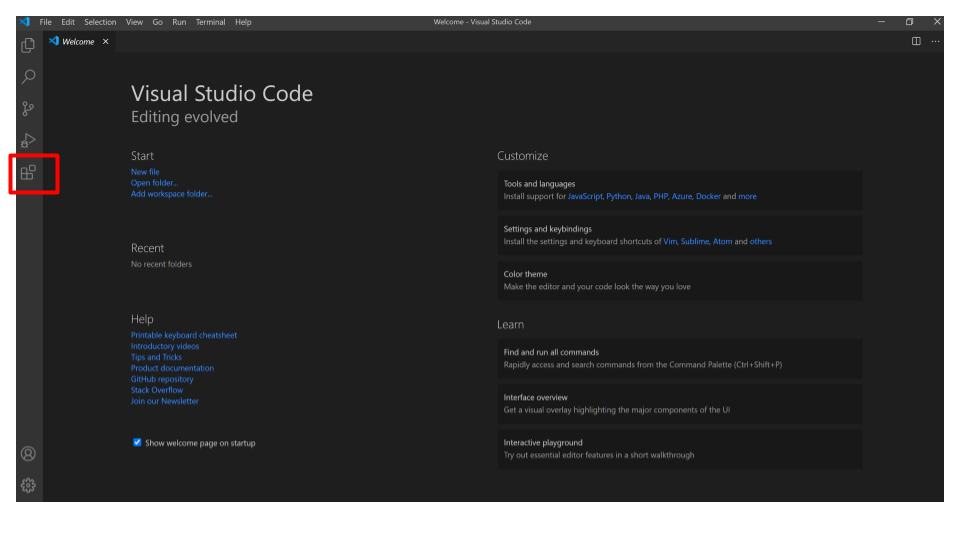 File Edit Selection View Go Run Terminal Help
Welcome - Visual Studio Code
Welcome
Visual Studio Code
Editing evolved
Start
New file
Open folder...
Add workspace folder...
Recent
No recent folders
Help
Printable keyboard cheatsheet
Introductory videos
Tips and Tricks
Product documentation
GitHub repository
Stack Overflow
Join our Newsletter
Show welcome page on startup
Customize
Tools and languages
Install support for JavaScript, Python, Java, PHP, Azure, Docker and more
Settings and keybindings
Install the settings and keyboard shortcuts of Vim, Sublime, Atom and others
Color theme
Make the editor and your code look the way you love
Learn
Find and run all commands
Rapidly access and search commands from the Command Palette (Ctrl+Shift+P)
Interface overview
Get a visual overlay highlighting the major components of the UI
Interactive playground
Try out essential editor features in a short walkthrough